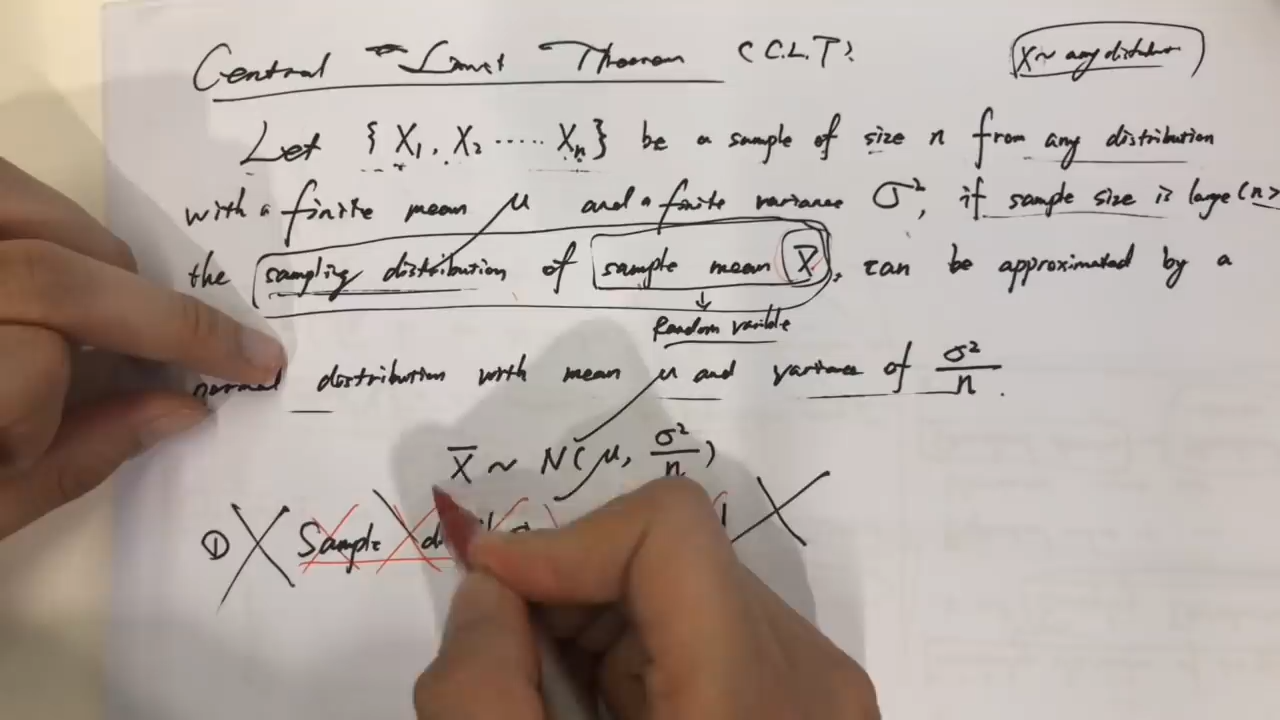 Central Limit Theorem (C.L.T)
X ~ any distribution
Let {X₁, X₂ ..... Xₙ} be a sample of size n from any distribution
with a finite mean μ and a finite variance σ², if sample size is large (n>
the sampling distribution of sample mean X̄, can be approximated by a
Random variable
normal distribution with mean μ and variance of σ²/n.
X̄ ~ N(μ, σ²/n)
① Sample